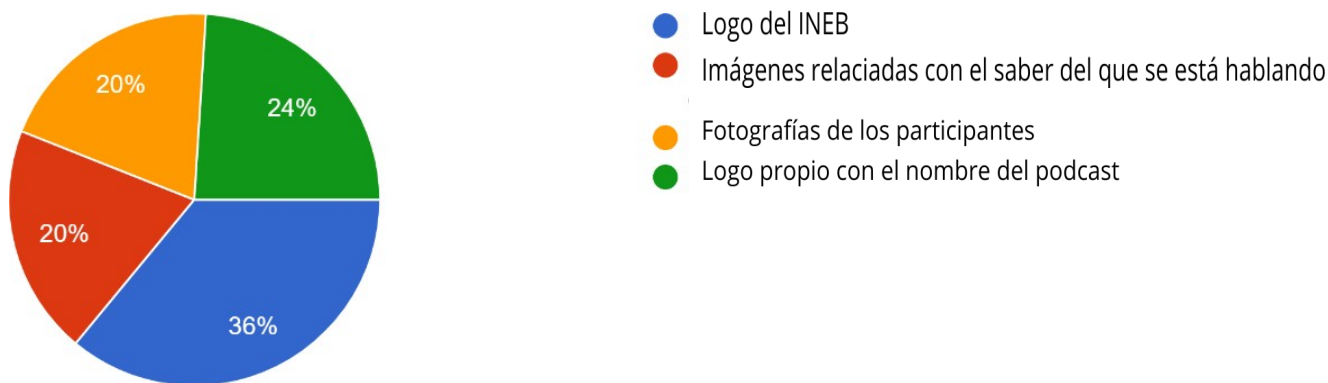 20%
24%
20%
36%
Logo del INEB
Imágenes relaciadas con el saber del que se está hablando
Fotografías de los participantes
Logo propio con el nombre del podcast